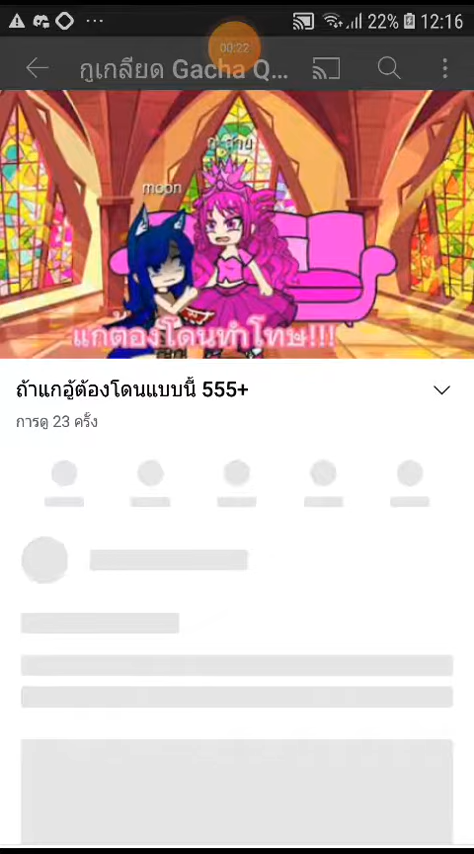 22% 12:16
00:22
กูเกลียด Gacha Q...
moon
แกต้องโดนทำโทษ!!!
ถ้าแกอู้ต้องโดนแบบนี้ 555+
การดู 23 ครั้ง